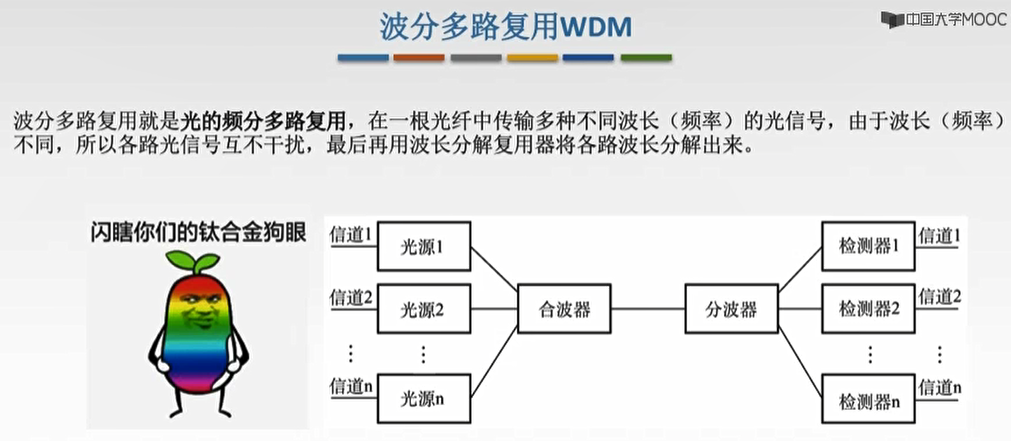 波分多路复用WDM
中国大学MOOC
波分多路复用就是光的频分多路复用，在一根光纤中传输多种不同波长（频率）的光信号，由于波长（频率）
不同，所以各路光信号互不干扰，最后再用波长分解复用器将各路波长分解出来。
闪瞎你们的钛合金狗眼
信道1 光源1 检测器1 信道1
信道2 光源2 合波器 分波器 检测器2 信道2
⋮ ⋮ ⋮ ⋮
信道n 光源n 检测器n 信道n